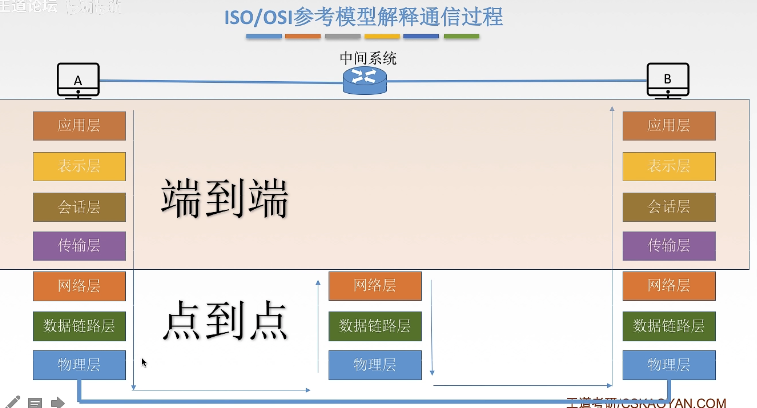 王道论坛
ISO/OSI参考模型解释通信过程
中间系统
A
B
应用层
应用层
表示层
表示层
端到端
会话层
会话层
传输层
传输层
网络层
网络层
网络层
点到点
数据链路层
数据链路层
数据链路层
物理层
物理层
物理层
王道考研/CSKAOYAN.COM